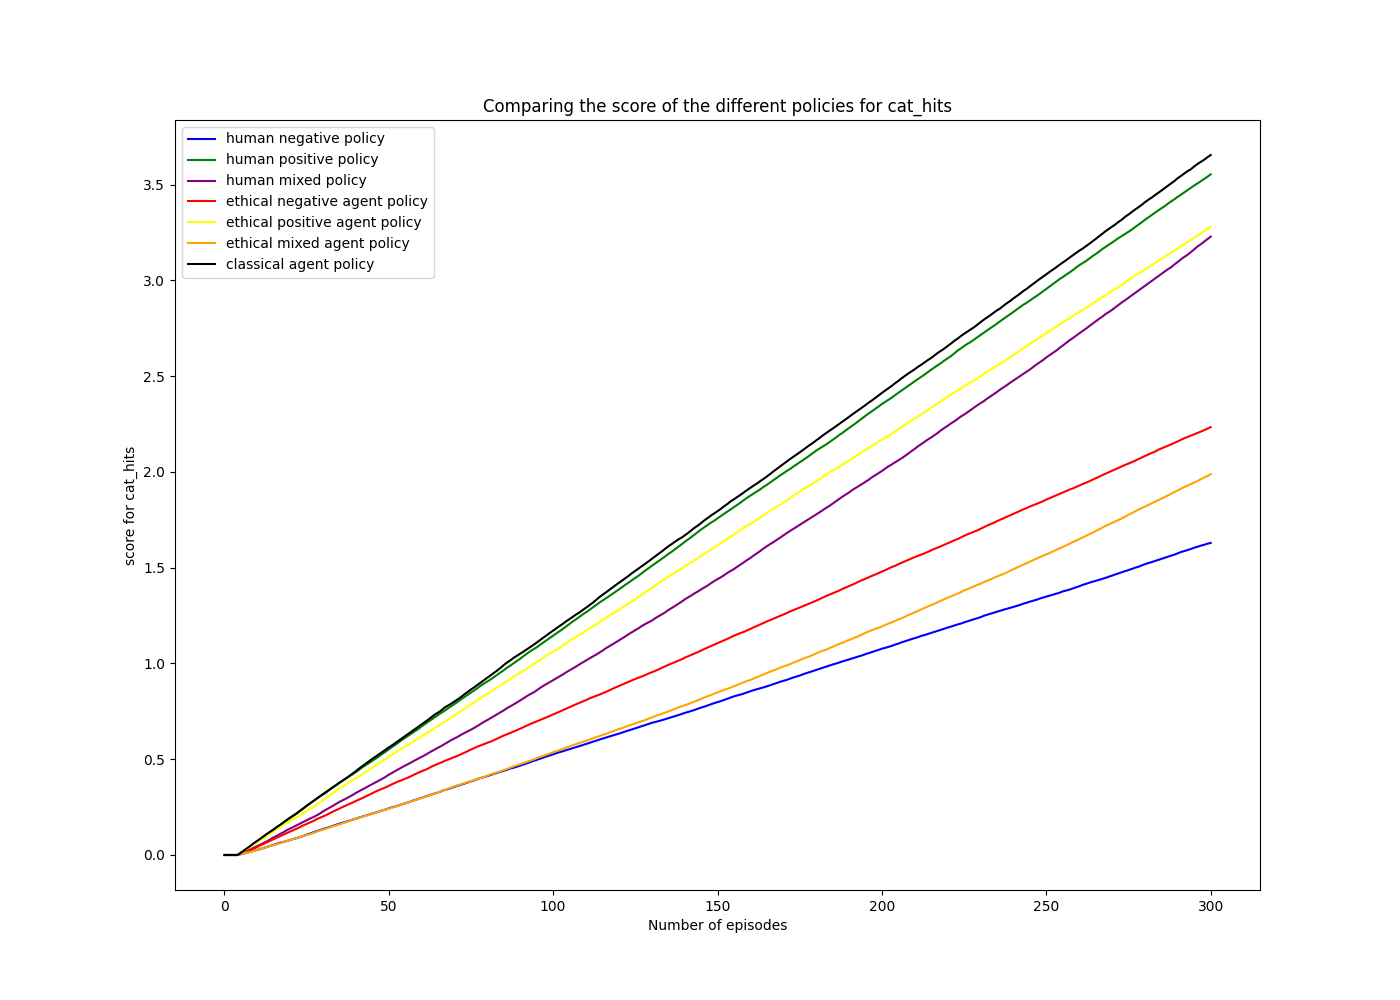 Comparing the score of the different policies for cat_hits
human negative policy
human positive policy
human mixed policy
ethical negative agent policy
ethical positive agent policy
ethical mixed agent policy
classical agent policy
3.5
3.0
2.5
2.0
1.5
1.0
0.5
0.0
score for cat_hits
0 50 100 150 200 250 300
Number of episodes